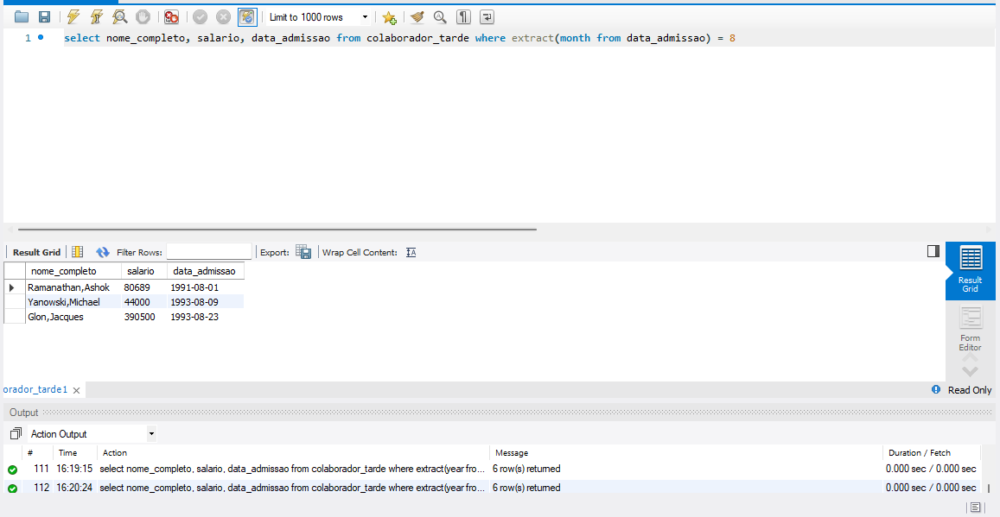 Limit to 1000 rows
1 select nome_completo, salario, data_admissao from colaborador_tarde where extract(month from data_admissao) = 8
Result Grid Filter Rows: Export: Wrap Cell Content:
nome_completo salario data_admissao
Ramanathan,Ashok 80689 1991-08-01
Yanowski,Michael 44000 1993-08-09
Glon,Jacques 390500 1993-08-23
Result
Grid
Form
Editor
orador_tarde1 Read Only
Output
Action Output
# Time Action Message Duration / Fetch
111 16:19:15 select nome_completo, salario, data_admissao from colaborador_tarde where extract(year fro... 6 row(s) returned 0.000 sec / 0.000 sec
112 16:20:24 select nome_completo, salario, data_admissao from colaborador_tarde where extract(year fro... 6 row(s) returned 0.000 sec / 0.000 sec